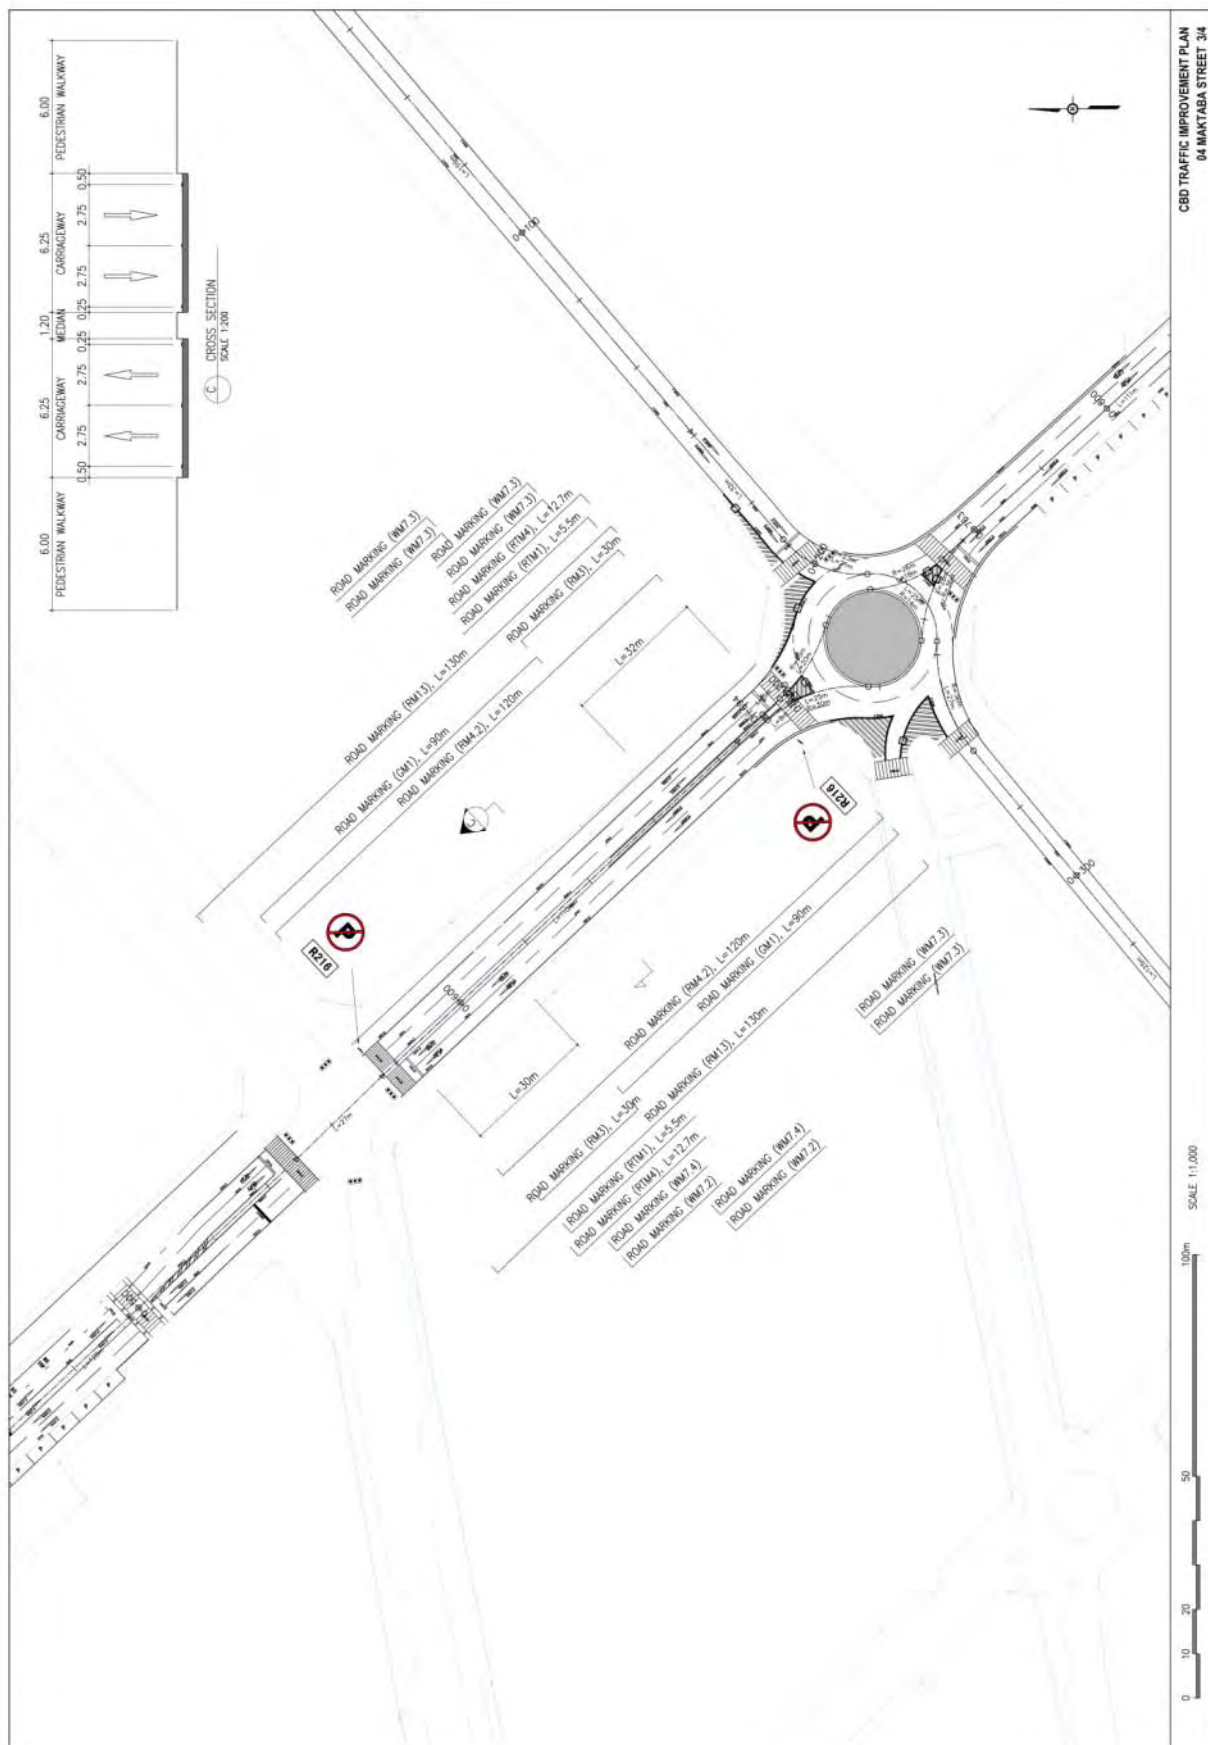 CBD TRAFFIC IMPROVEMENT PLAN
04 MAKTABA STREET 3/4
6.00
6.25
1.20
6.25
6.00
PEDESTRIAN WALKWAY
CARRIAGEWAY
MEDIAN
CARRIAGEWAY
PEDESTRIAN WALKWAY
0.50
2.75
2.75
0.25
0.25
2.75
2.75
0.50
C
CROSS SECTION
SCALE 1:200
ROAD MARKING (WM7.3)
ROAD MARKING (WM7.3)
ROAD MARKING (WM7.3)
ROAD MARKING (WM7.3)
ROAD MARKING (RTM4), L=12.7m
ROAD MARKING (RTM1), L=5.5m
ROAD MARKING (RM3), L=30m
ROAD MARKING (RM13), L=130m
ROAD MARKING (GM1), L=90m
ROAD MARKING (RM4.2), L=120m
L=32m
C
R216
R216
0+100
0+800
0+300
0+600
L=111m
L=21m
L=30m
ROAD MARKING (RM4.2), L=120m
ROAD MARKING (GM1), L=90m
ROAD MARKING (RM3), L=30m
ROAD MARKING (RM13), L=130m
ROAD MARKING (RTM1), L=5.5m
ROAD MARKING (RTM4), L=12.7m
ROAD MARKING (WM7.4)
ROAD MARKING (WM7.2)
ROAD MARKING (WM7.4)
ROAD MARKING (WM7.2)
ROAD MARKING (WM7.3)
ROAD MARKING (WM7.3)
0
10
20
50
100m
SCALE 1:1,000